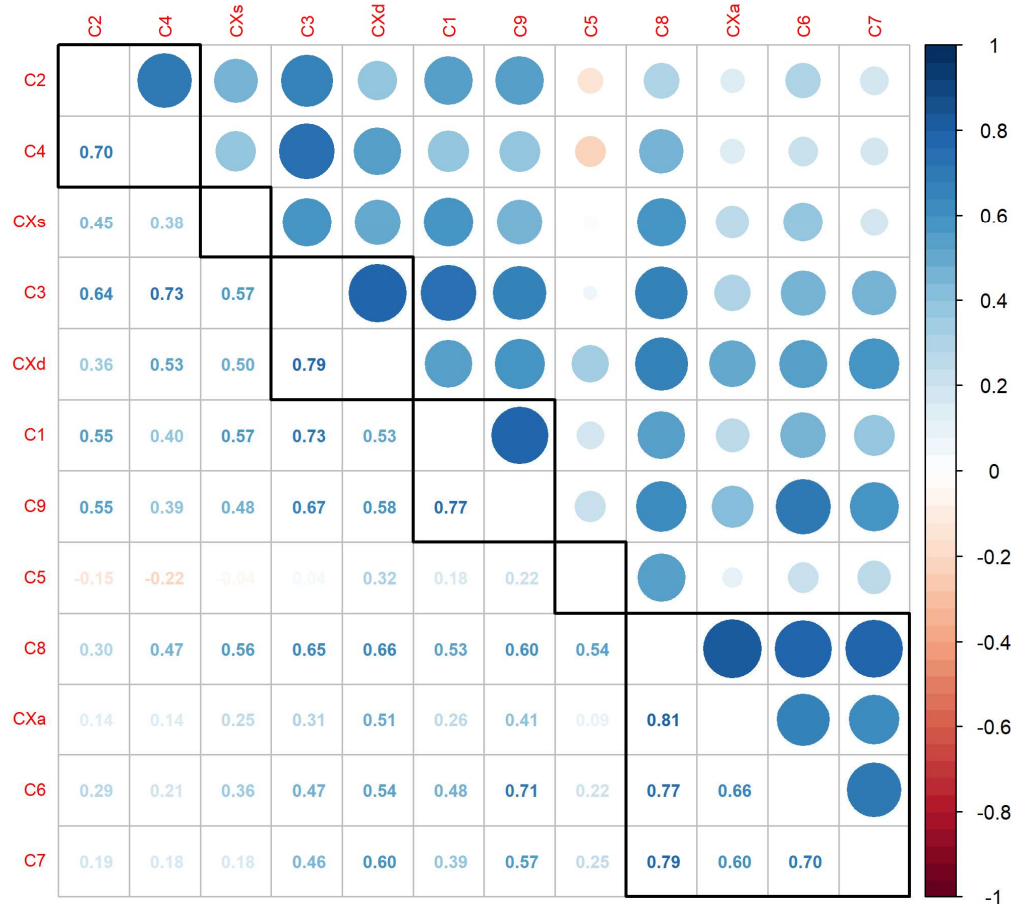 C2 C4 CXs C3 CXd C1 C9 C5 C8 CXa C6 C7
1
C2
0.8
C4 0.70
CXs 0.45 0.38
0.6
C3 0.64 0.73 0.57
0.4
CXd 0.36 0.53 0.50 0.79
0.2
C1 0.55 0.40 0.57 0.73 0.53
0
C9 0.55 0.39 0.48 0.67 0.58 0.77
-0.2
C5 -0.15 -0.22 -0.04 0.04 0.32 0.18 0.22
C8 0.30 0.47 0.56 0.65 0.66 0.53 0.60 0.54
-0.4
CXa 0.14 0.14 0.25 0.31 0.51 0.26 0.41 0.09 0.81
-0.6
C6 0.29 0.21 0.36 0.47 0.54 0.48 0.71 0.22 0.77 0.66
-0.8
C7 0.19 0.18 0.18 0.46 0.60 0.39 0.57 0.25 0.79 0.60 0.70
-1